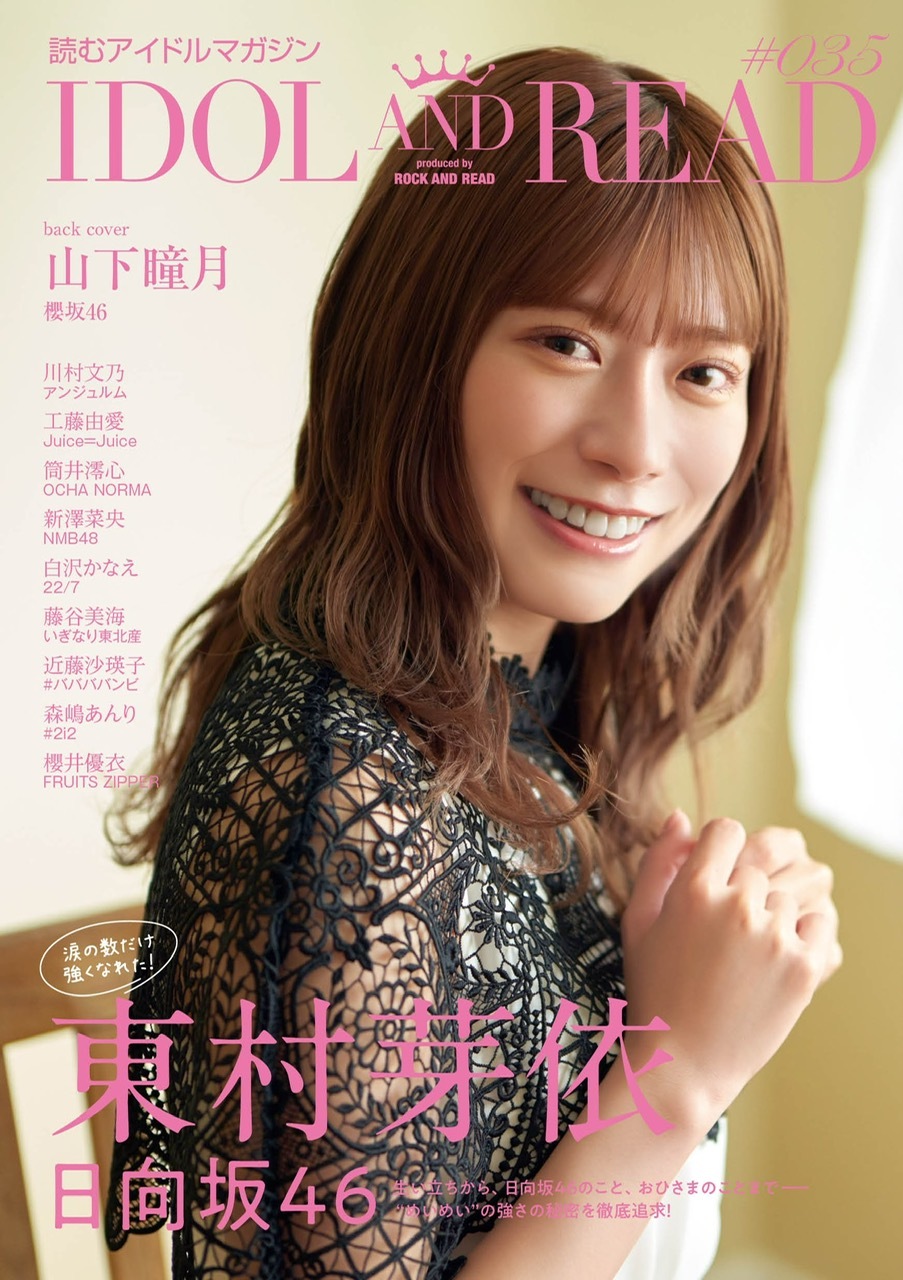 読むアイドルマガジン
#035
IDOL AND READ
produced by
ROCK AND READ
back cover
山下瞳月
櫻坂46
川村文乃
アンジュルム
工藤由愛
Juice=Juice
筒井澪心
OCHA NORMA
新澤菜央
NMB48
白沢かなえ
22/7
藤谷美海
いぎなり東北産
近藤沙瑛子
#ババババンビ
森嶋あんり
#2i2
櫻井優衣
FRUITS ZIPPER
涙の数だけ
強くなれた!
東村芽依
日向坂46
生い立ちから、日向坂46のこと、おひさまのことまで——
“めいめい”の強さの秘密を徹底追求!